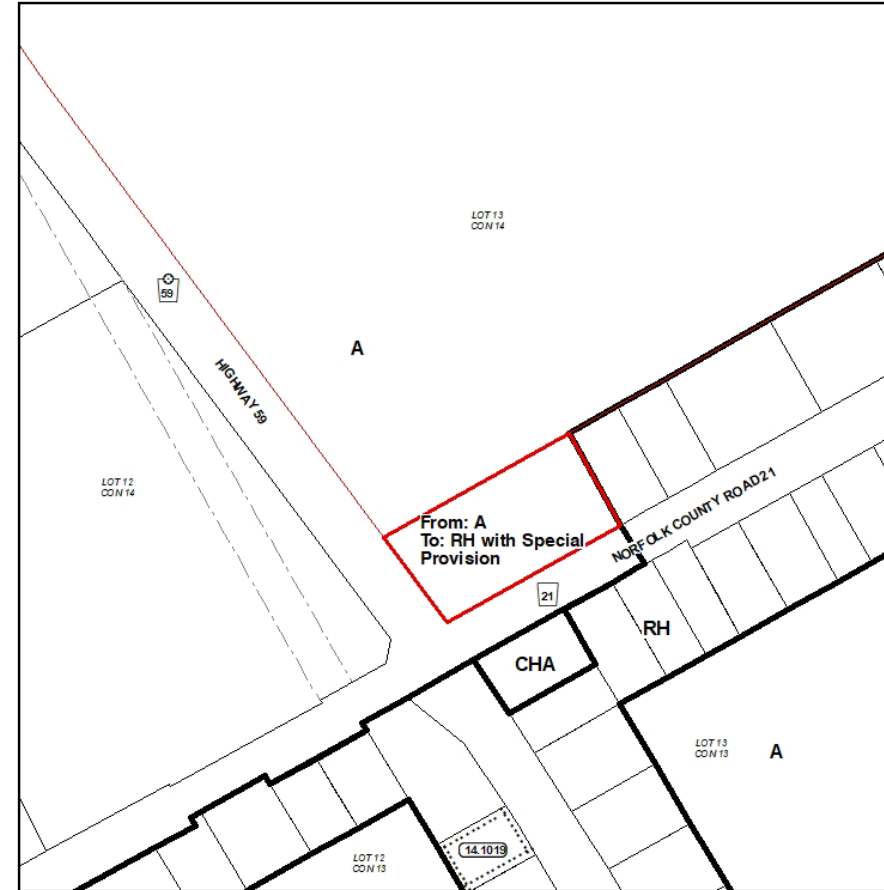 LOT 13
CON 14
59
A
HIGHWAY 59
LOT 12
CON 14
From: A
To: RH with Special
Provision
NORFOLK COUNTY ROAD 21
21
RH
CHA
LOT 13
CON 13
A
14.1019
LOT 12
CON 13